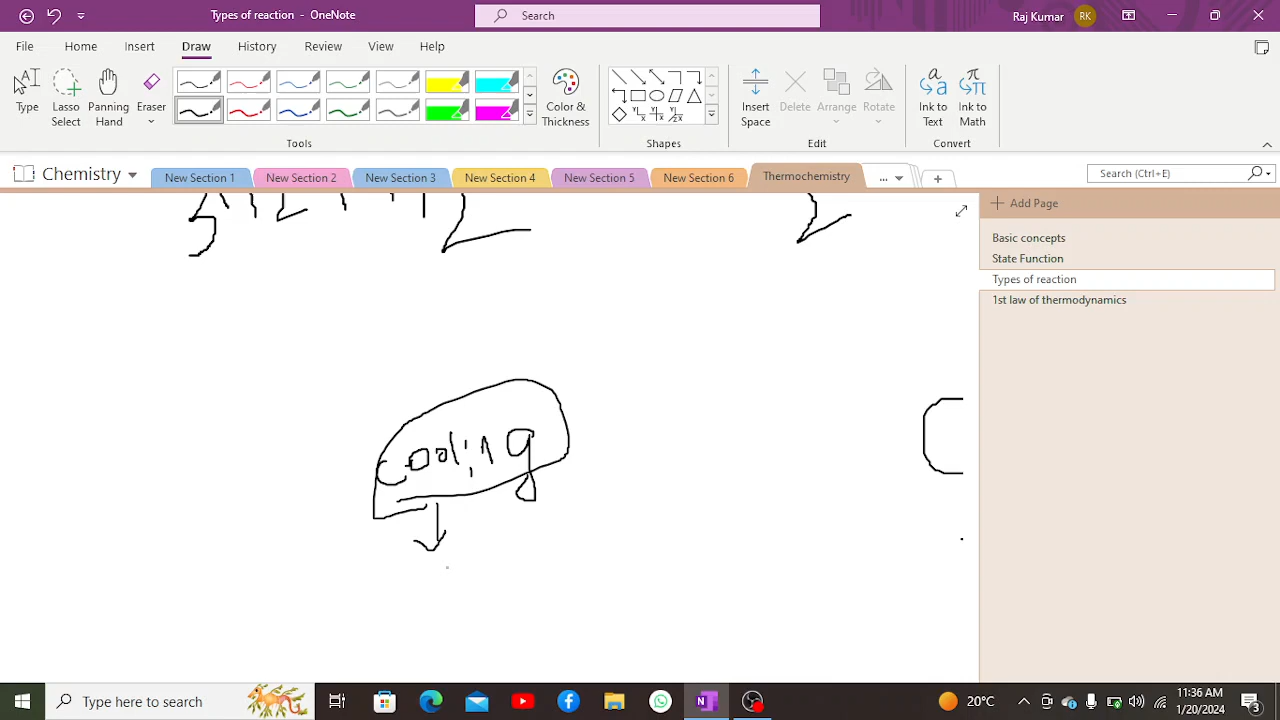 Types of reaction - OneNote
Search
Raj Kumar RK
File Home Insert Draw History Review View Help
Type
Lasso Select
Panning Hand
Eraser
Color & Thickness
Insert Space
Delete
Arrange
Rotate
Ink to Text
Ink to Math
Tools
Shapes
Edit
Convert
Chemistry
New Section 1 New Section 2 New Section 3 New Section 4 New Section 5 New Section 6 Thermochemistry ...
Search (Ctrl+E)
Add Page
Basic concepts
State Function
Types of reaction
1st law of thermodynamics
Cooling
Type here to search
20°C
11:36 AM
1/20/2024
3